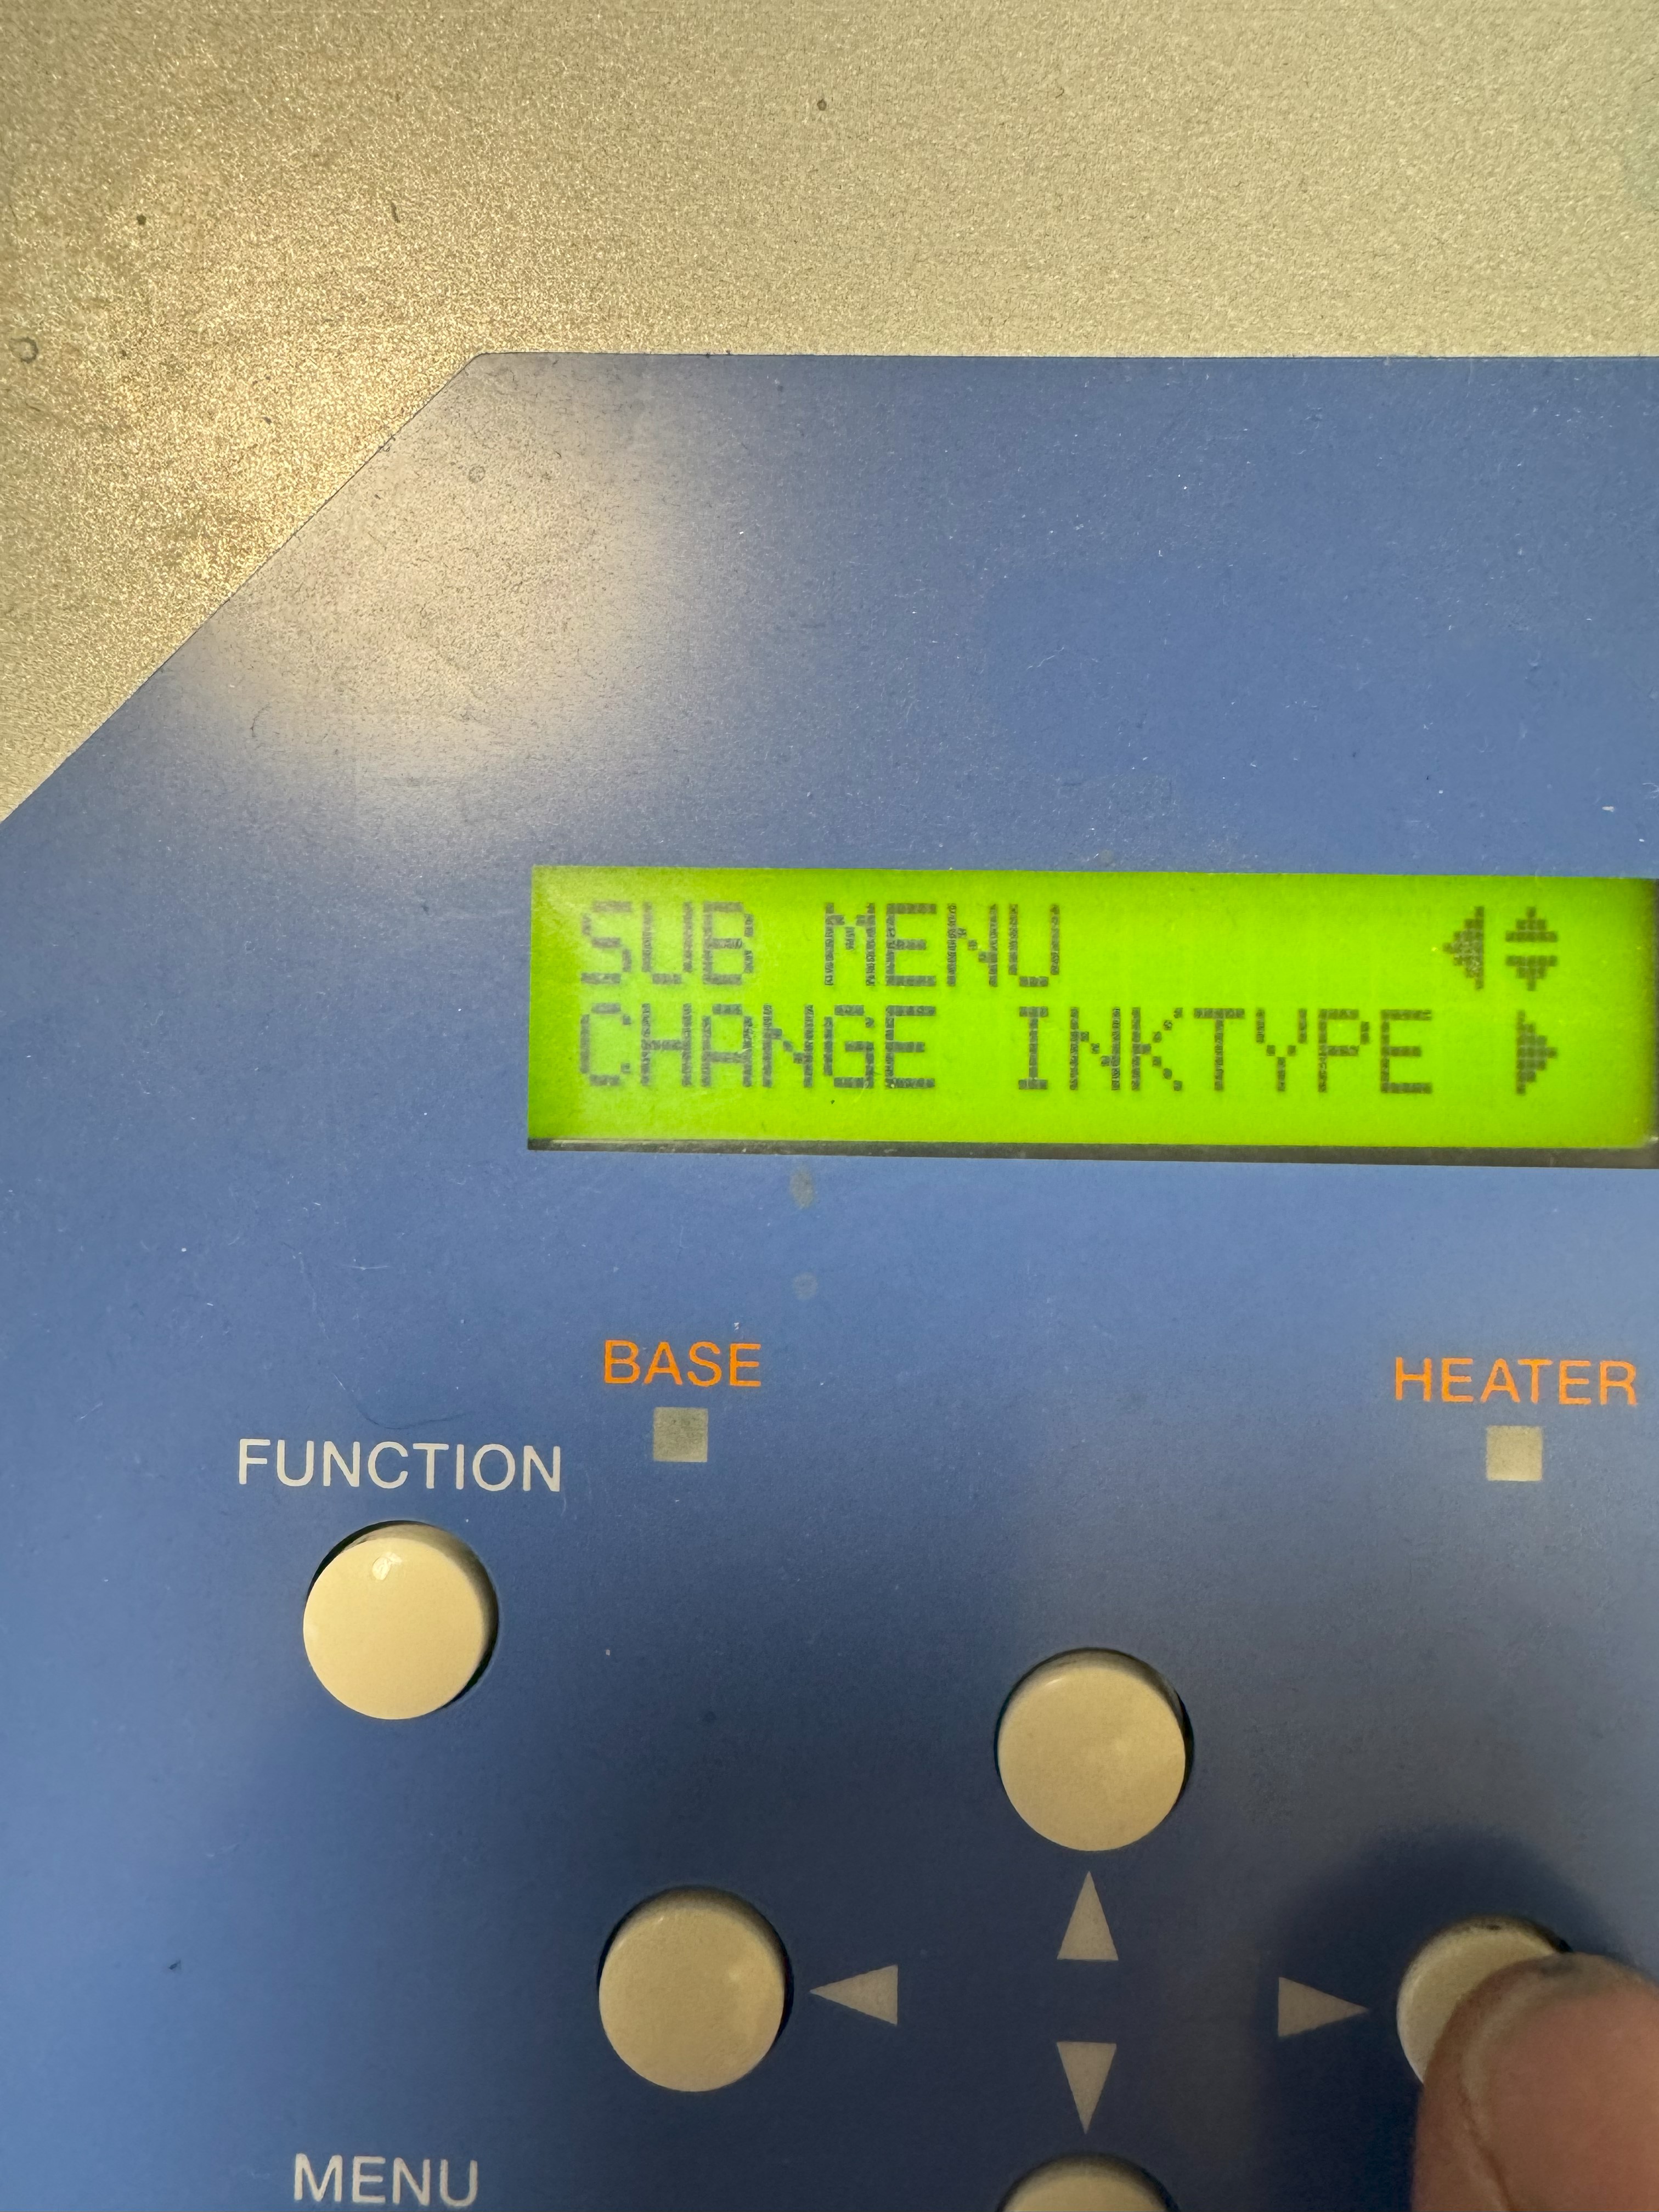 SUB MENU
CHANGE INKTYPE
BASE
HEATER
FUNCTION
MENU